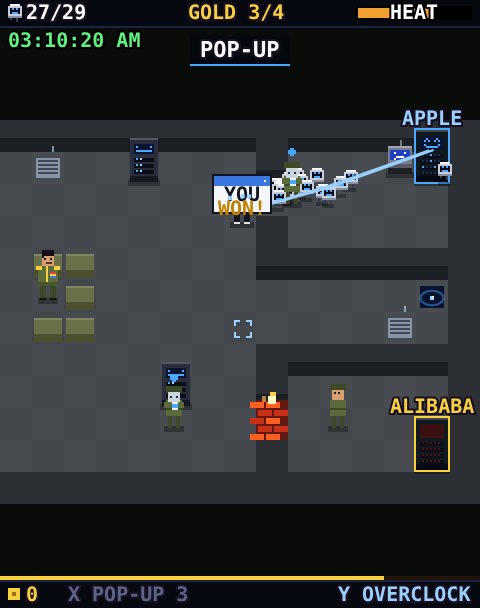 27/29 GOLD 3/4 HEAT
03:10:20 AM
POP-UP
APPLE
YOU
WON!
ALIBABA
0 X POP-UP 3 Y OVERCLOCK